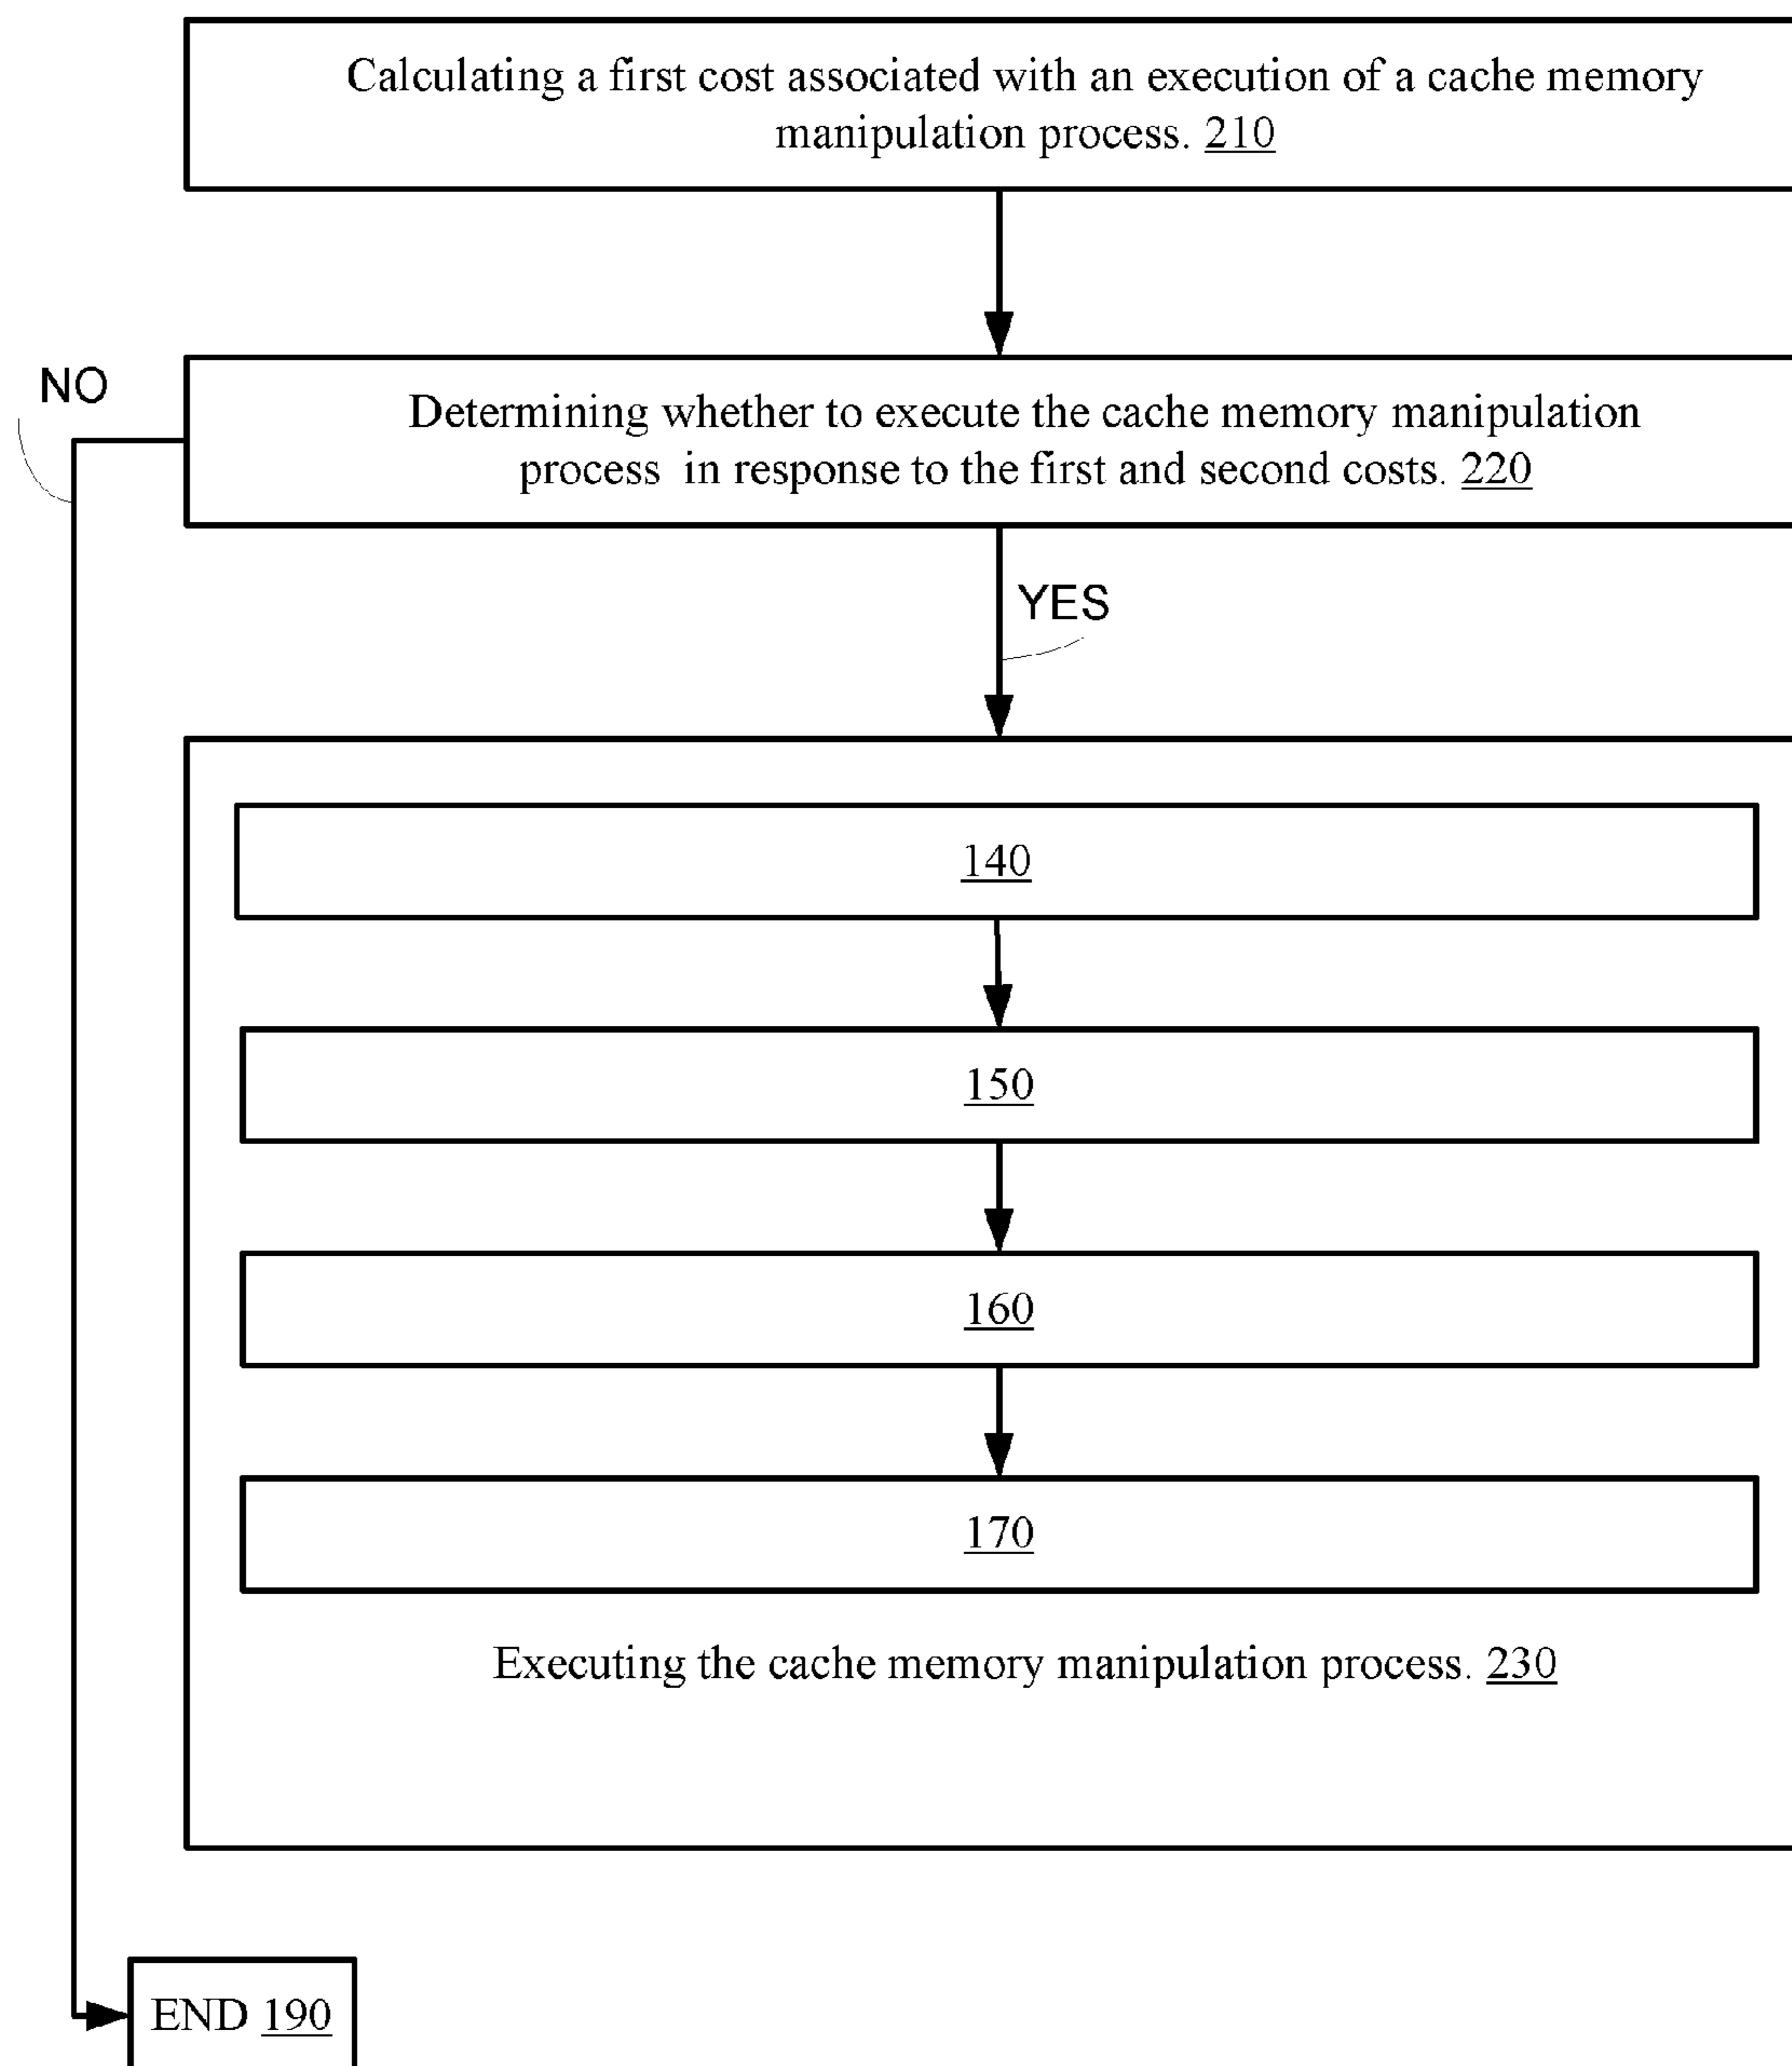 Calculating a first cost associated with an execution of a cache memory
manipulation process. 210
NO
Determining whether to execute the cache memory manipulation
process in response to the first and second costs. 220
YES
140
150
160
170
Executing the cache memory manipulation process. 230
END 190